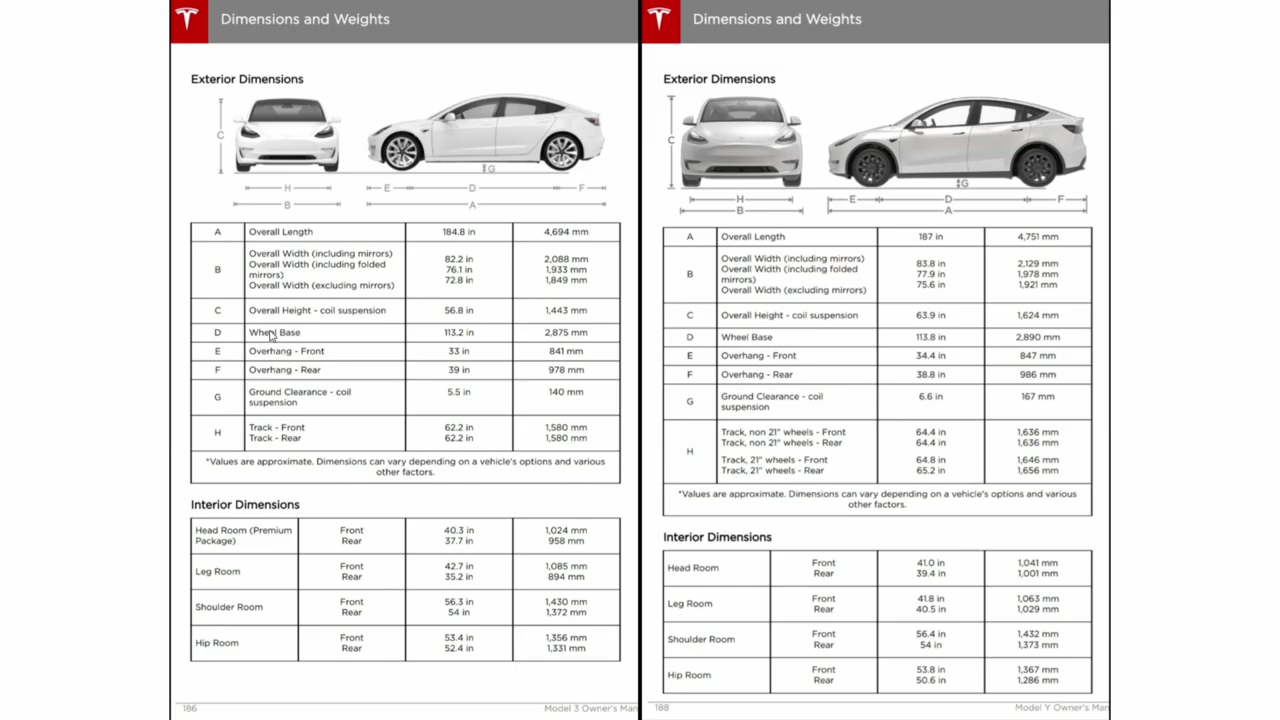 Dimensions and Weights
Exterior Dimensions
C
G
H
E
D
F
B
A
A Overall Length 184.8 in 4,694 mm
B
Overall Width (including mirrors) 82.2 in 2,088 mm
Overall Width (including folded 76.1 in 1,933 mm
mirrors)
Overall Width (excluding mirrors) 72.8 in 1,849 mm
C Overall Height - coil suspension 56.8 in 1,443 mm
D Wheel Base 113.2 in 2,875 mm
E Overhang - Front 33 in 841 mm
F Overhang - Rear 39 in 978 mm
G Ground Clearance - coil 5.5 in 140 mm
suspension
H
Track - Front 62.2 in 1,580 mm
Track - Rear 62.2 in 1,580 mm
*Values are approximate. Dimensions can vary depending on a vehicle's options and various
other factors.
Interior Dimensions
Head Room (Premium Front 40.3 in 1,024 mm
Package) Rear 37.7 in 958 mm
Leg Room
Front 42.7 in 1,085 mm
Rear 35.2 in 894 mm
Shoulder Room
Front 56.3 in 1,430 mm
Rear 54 in 1,372 mm
Hip Room
Front 53.4 in 1,356 mm
Rear 52.4 in 1,331 mm
186 Model 3 Owner's Man
Dimensions and Weights
Exterior Dimensions
C
G
H
E
D
F
B
A
A Overall Length 187 in 4,751 mm
B
Overall Width (including mirrors) 83.8 in 2,129 mm
Overall Width (including folded 77.9 in 1,978 mm
mirrors)
Overall Width (excluding mirrors) 75.6 in 1,921 mm
C Overall Height - coil suspension 63.9 in 1,624 mm
D Wheel Base 113.8 in 2,890 mm
E Overhang - Front 34.4 in 847 mm
F Overhang - Rear 38.8 in 986 mm
G Ground Clearance - coil 6.6 in 167 mm
suspension
H
Track, non 21" wheels - Front 64.4 in 1,636 mm
Track, non 21" wheels - Rear 64.4 in 1,636 mm
Track, 21" wheels - Front 64.8 in 1,646 mm
Track, 21" wheels - Rear 65.2 in 1,656 mm
*Values are approximate. Dimensions can vary depending on a vehicle's options and various
other factors.
Interior Dimensions
Head Room
Front 41.0 in 1,041 mm
Rear 39.4 in 1,001 mm
Leg Room
Front 41.8 in 1,063 mm
Rear 40.5 in 1,029 mm
Shoulder Room
Front 56.4 in 1,432 mm
Rear 54 in 1,373 mm
Hip Room
Front 53.8 in 1,367 mm
Rear 50.6 in 1,286 mm
188 Model Y Owner's Man